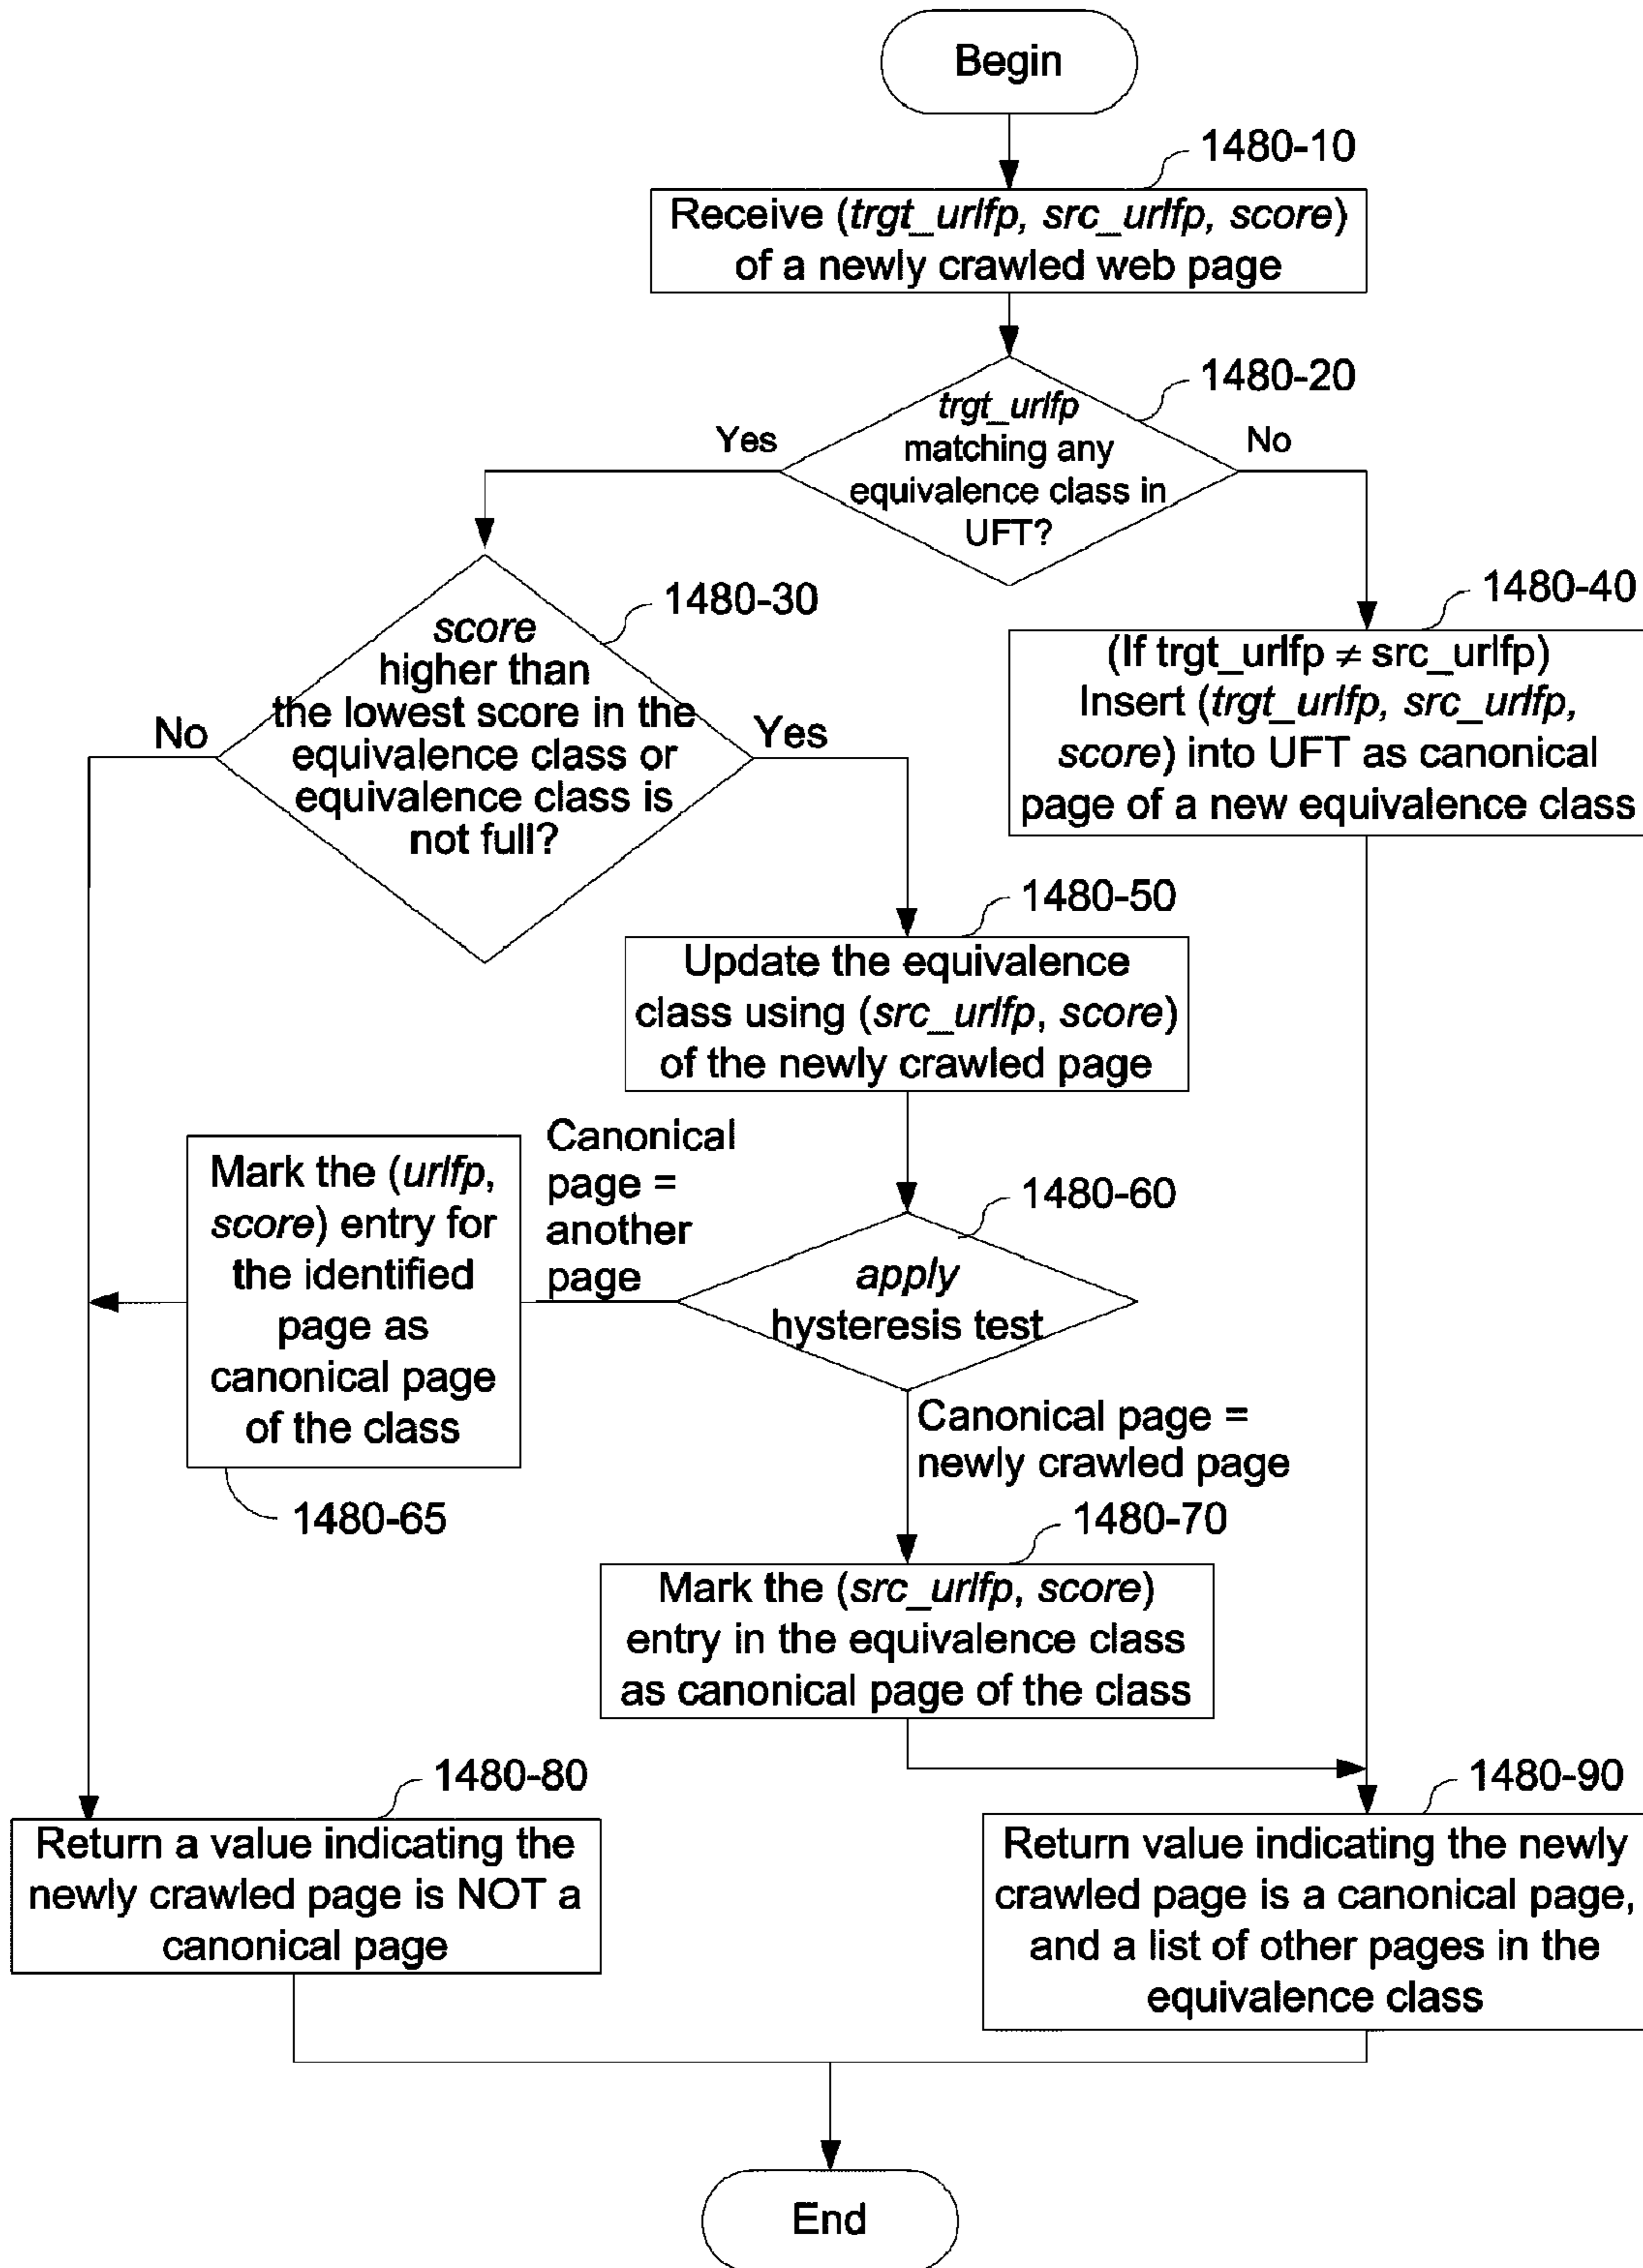 Begin
1480-10
Receive (trgt_urlfp, src_urlfp, score)
of a newly crawled web page
1480-20
trgt_urlfp
matching any
equivalence class in
UFT?
Yes
No
1480-30
score
higher than
the lowest score in the
equivalence class or
equivalence class is
not full?
No
Yes
1480-40
(If trgt_urlfp ≠ src_urlfp)
Insert (trgt_urlfp, src_urlfp,
score) into UFT as canonical
page of a new equivalence class
1480-50
Update the equivalence
class using (src_urlfp, score)
of the newly crawled page
1480-60
apply
hysteresis test
Canonical
page =
another
page
Mark the (urlfp,
score) entry for
the identified
page as
canonical page
of the class
1480-65
Canonical page =
newly crawled page
1480-70
Mark the (src_urlfp, score)
entry in the equivalence class
as canonical page of the class
1480-80
Return a value indicating the
newly crawled page is NOT a
canonical page
1480-90
Return value indicating the newly
crawled page is a canonical page,
and a list of other pages in the
equivalence class
End